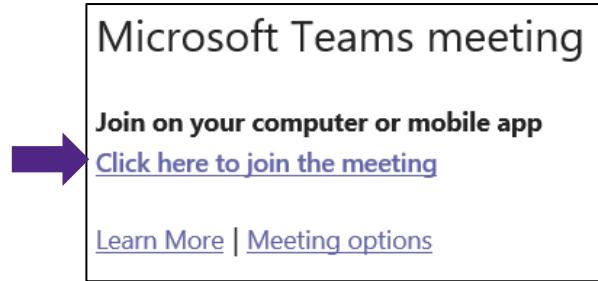 Microsoft Teams meeting
Join on your computer or mobile app
Click here to join the meeting
Learn More | Meeting options